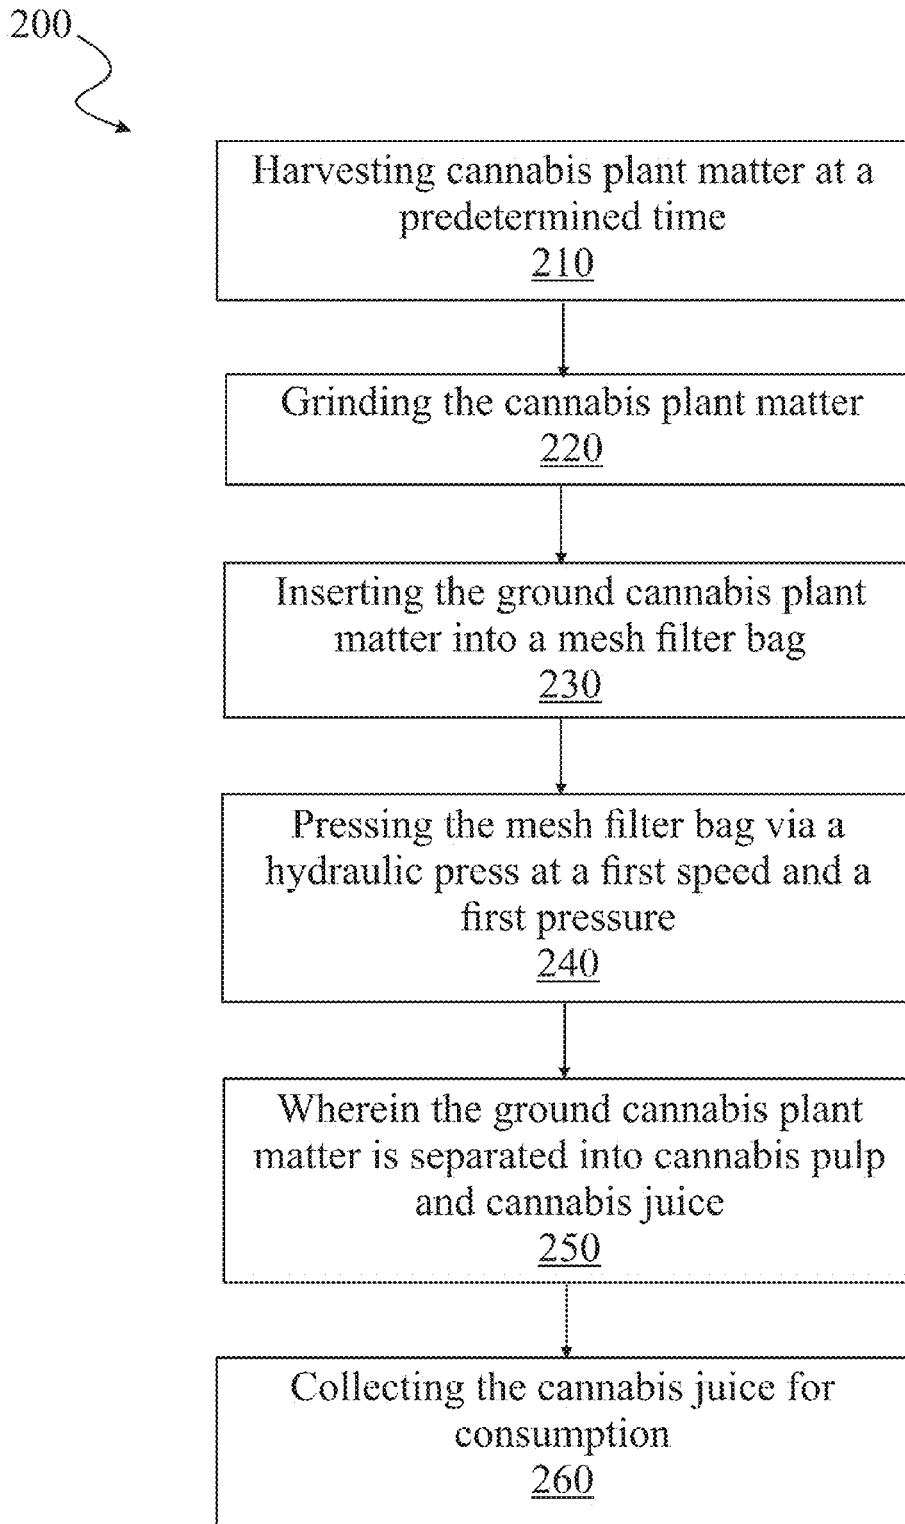 200
Harvesting cannabis plant matter at a
predetermined time
210
Grinding the cannabis plant matter
220
Inserting the ground cannabis plant
matter into a mesh filter bag
230
Pressing the mesh filter bag via a
hydraulic press at a first speed and a
first pressure
240
Wherein the ground cannabis plant
matter is separated into cannabis pulp
and cannabis juice
250
Collecting the cannabis juice for
consumption
260